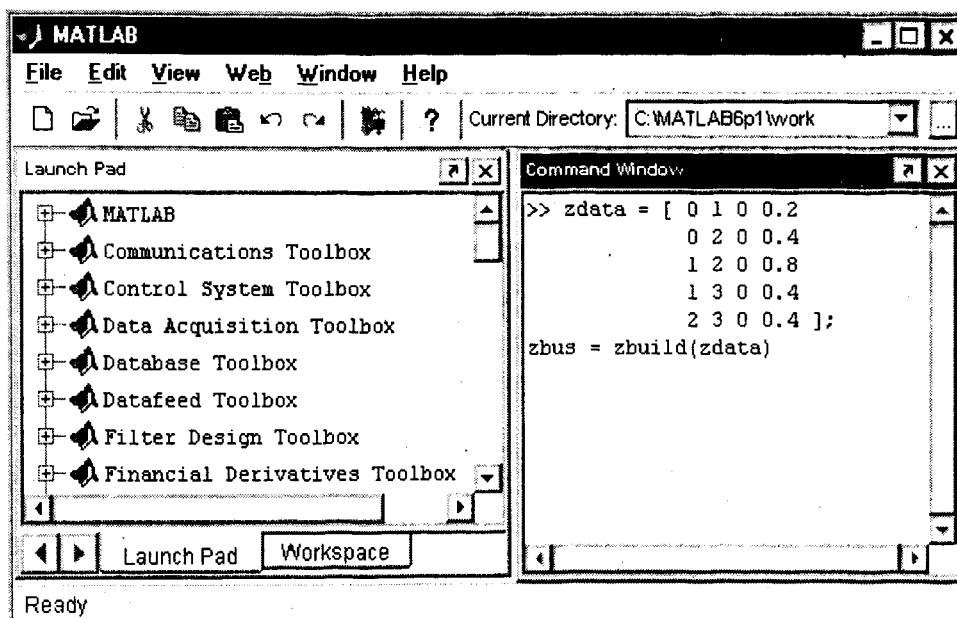 MATLAB
File Edit View Web Window Help
? Current Directory: C:\MATLAB6p1\work ...
Launch Pad
MATLAB
Communications Toolbox
Control System Toolbox
Data Acquisition Toolbox
Database Toolbox
Datafeed Toolbox
Filter Design Toolbox
Financial Derivatives Toolbox
Launch Pad Workspace
Command Window
>> zdata = [ 0 1 0 0.2
0 2 0 0.4
1 2 0 0.8
1 3 0 0.4
2 3 0 0.4 ];
zbus = zbuild(zdata)
Ready